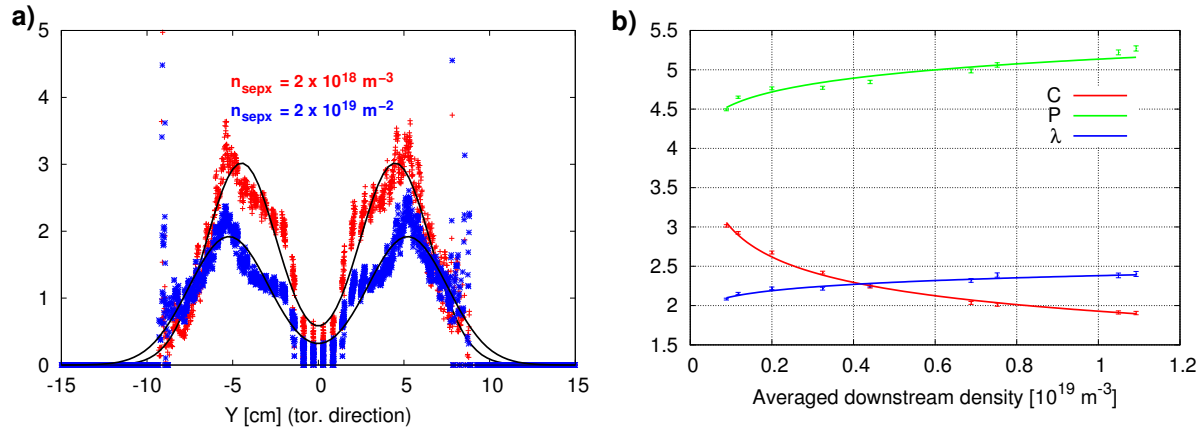 a)
5
4
3
2
1
0
n_sepx = 2 x 10^18 m^-3
n_sepx = 2 x 10^19 m^-2
-15 -10 -5 0 5 10 15
Y [cm] (tor. direction)
b)
5.5
5
4.5
4
3.5
3
2.5
2
1.5
C
P
λ
0 0.2 0.4 0.6 0.8 1 1.2
Averaged downstream density [10^19 m^-3]